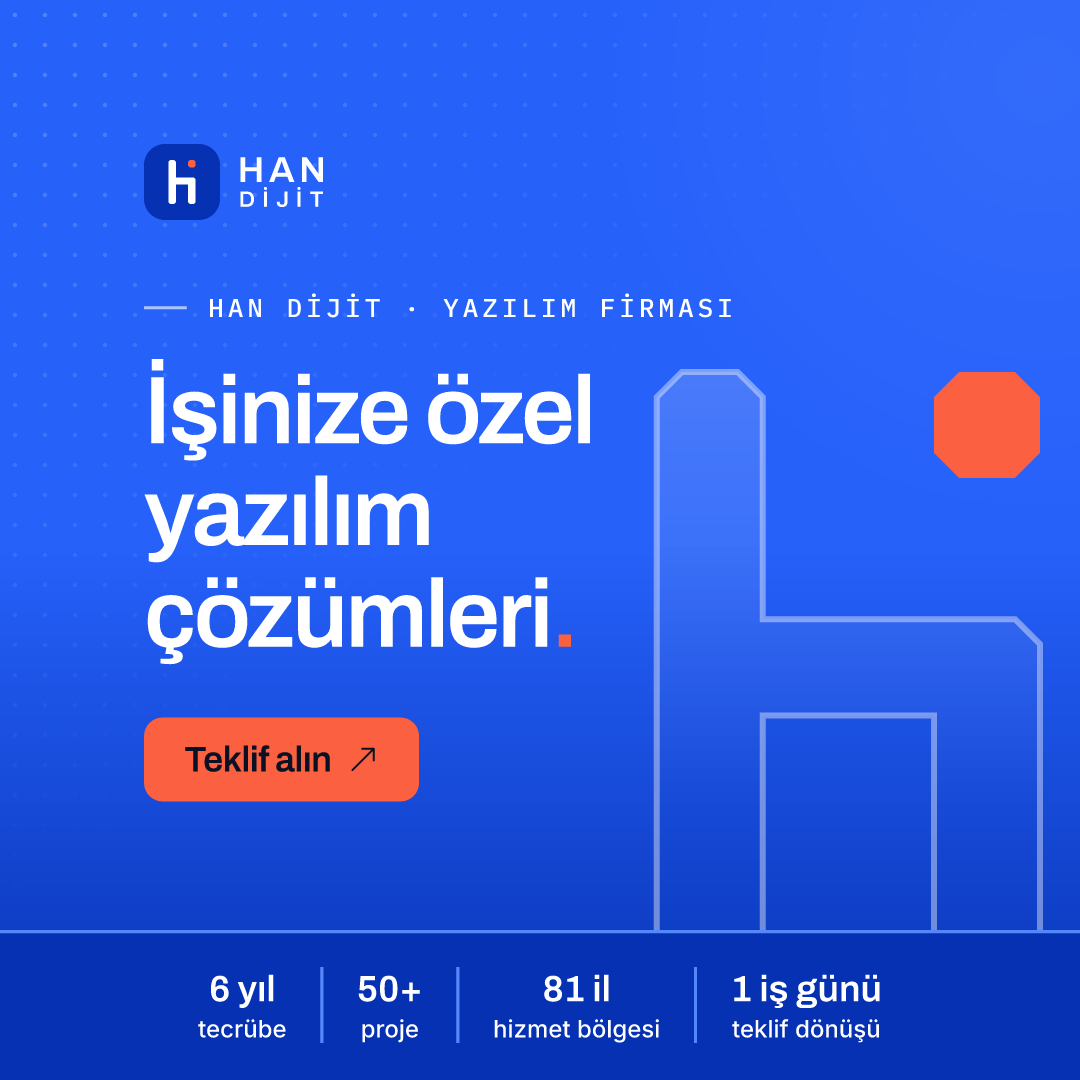 HAN
DİJİT
HAN DİJİT · YAZILIM FİRMASI
İşinize özel
yazılım
çözümleri.
Teklif alın
6 yıl
tecrübe
50+
proje
81 il
hizmet bölgesi
1 iş günü
teklif dönüşü